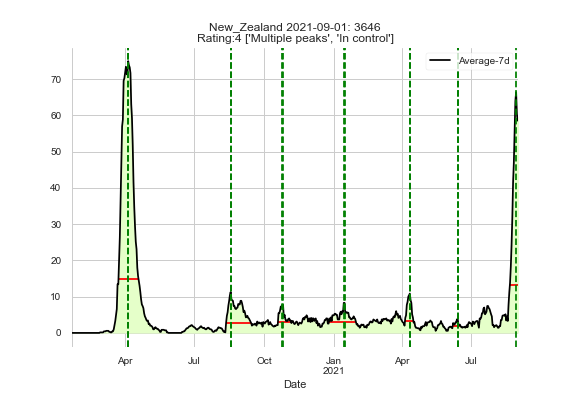 New_Zealand 2021-09-01: 3646
Rating:4 ['Multiple peaks', 'In control']
Average-7d
70
60
50
40
30
20
10
0
Apr
Jul
Oct
Jan
2021
Apr
Jul
Date